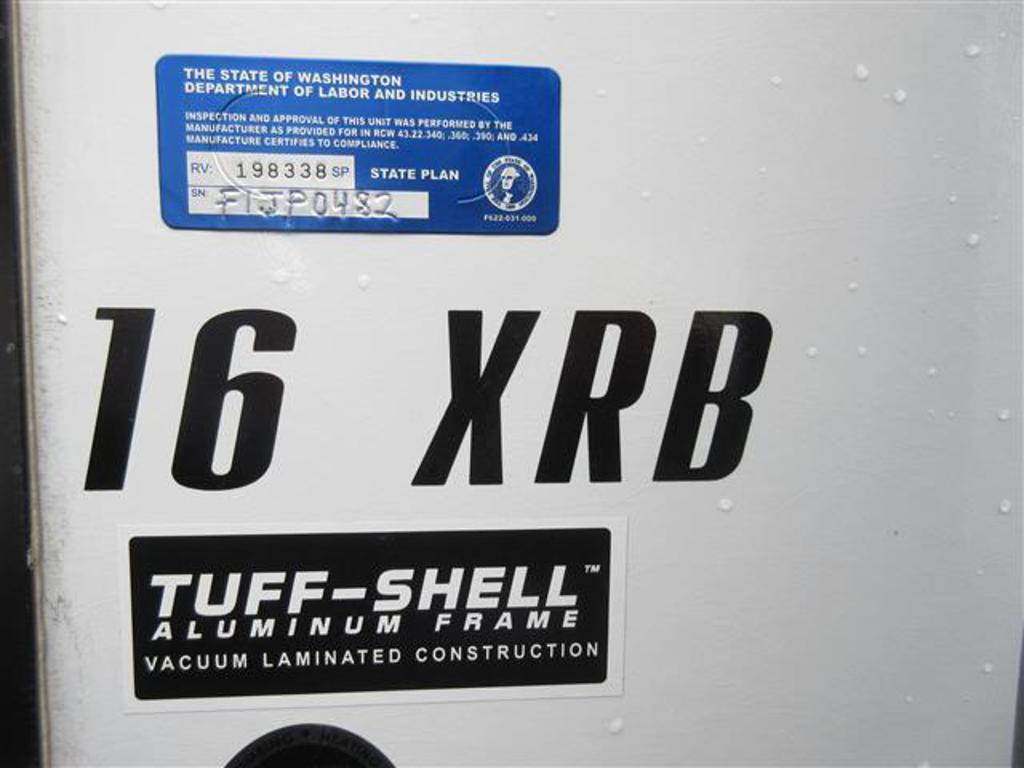 THE STATE OF WASHINGTON
DEPARTMENT OF LABOR AND INDUSTRIES
INSPECTION AND APPROVAL OF THIS UNIT WAS PERFORMED BY THE
MANUFACTURER AS PROVIDED FOR IN RCW 43.22.340; .360; .390; AND .434
MANUFACTURE CERTIFIES TO COMPLIANCE.
RV: 198338 SP STATE PLAN
SN: F1JP0482
F622-031-000
16 XRB
TUFF-SHELL™
ALUMINUM FRAME
VACUUM LAMINATED CONSTRUCTION